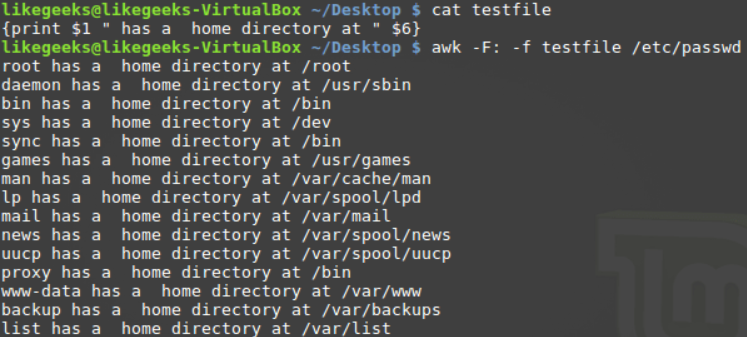 likegeeks@likegeeks-VirtualBox ~/Desktop $ cat testfile
{print $1 " has a  home directory at " $6}
likegeeks@likegeeks-VirtualBox ~/Desktop $ awk -F: -f testfile /etc/passwd
root has a  home directory at /root
daemon has a  home directory at /usr/sbin
bin has a  home directory at /bin
sys has a  home directory at /dev
sync has a  home directory at /bin
games has a  home directory at /usr/games
man has a  home directory at /var/cache/man
lp has a  home directory at /var/spool/lpd
mail has a  home directory at /var/mail
news has a  home directory at /var/spool/news
uucp has a  home directory at /var/spool/uucp
proxy has a  home directory at /bin
www-data has a  home directory at /var/www
backup has a  home directory at /var/backups
list has a  home directory at /var/list